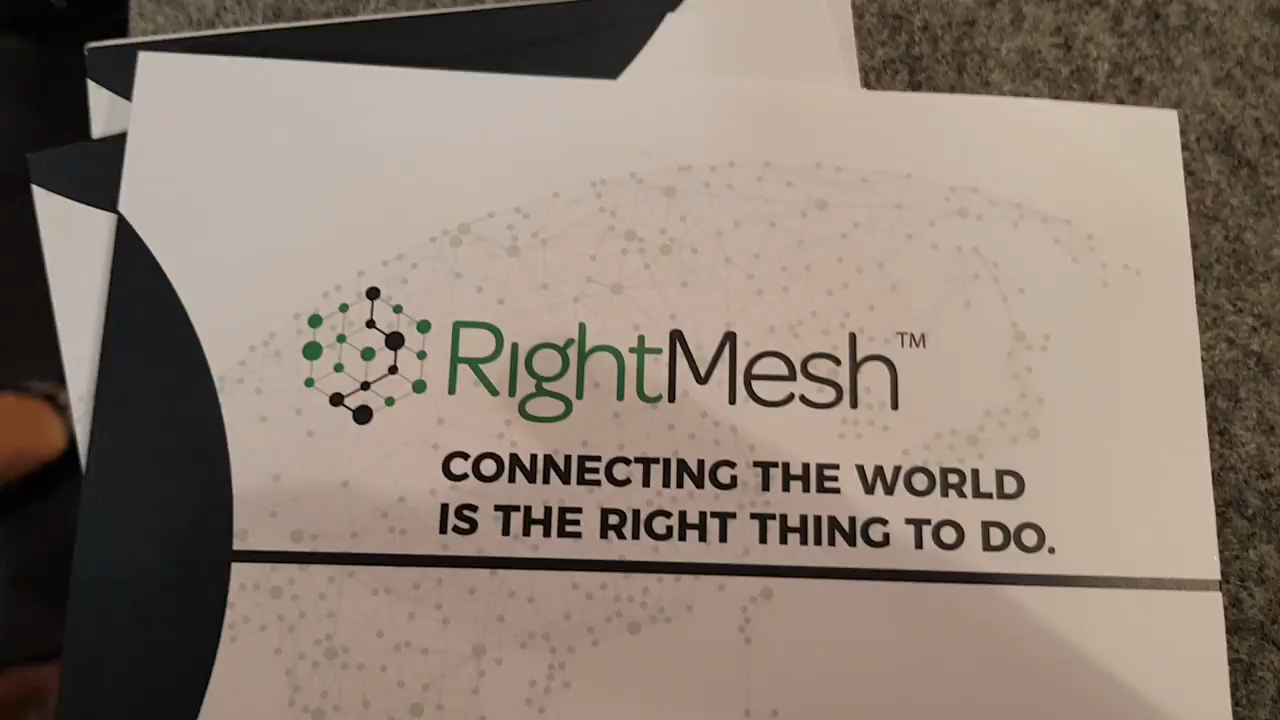 RightMesh™
CONNECTING THE WORLD
IS THE RIGHT THING TO DO.